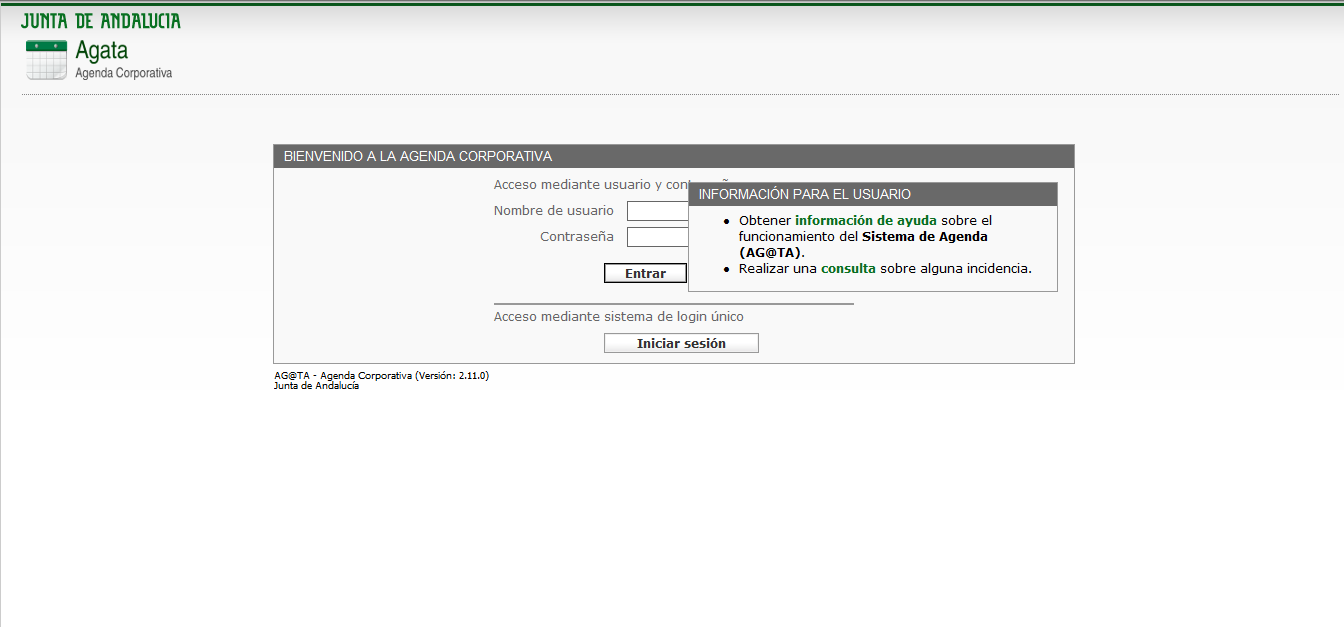 JUNTA DE ANDALUCIA
Agata
Agenda Corporativa
BIENVENIDO A LA AGENDA CORPORATIVA
Acceso mediante usuario y
Nombre de usuario
Contraseña
Entrar
INFORMACIÓN PARA EL USUARIO
• Obtener información de ayuda sobre el
funcionamiento del Sistema de Agenda
(AG@TA).
• Realizar una consulta sobre alguna incidencia.
Acceso mediante sistema de login único
Iniciar sesión
AG@TA - Agenda Corporativa (Versión: 2.11.0)
Junta de Andalucía